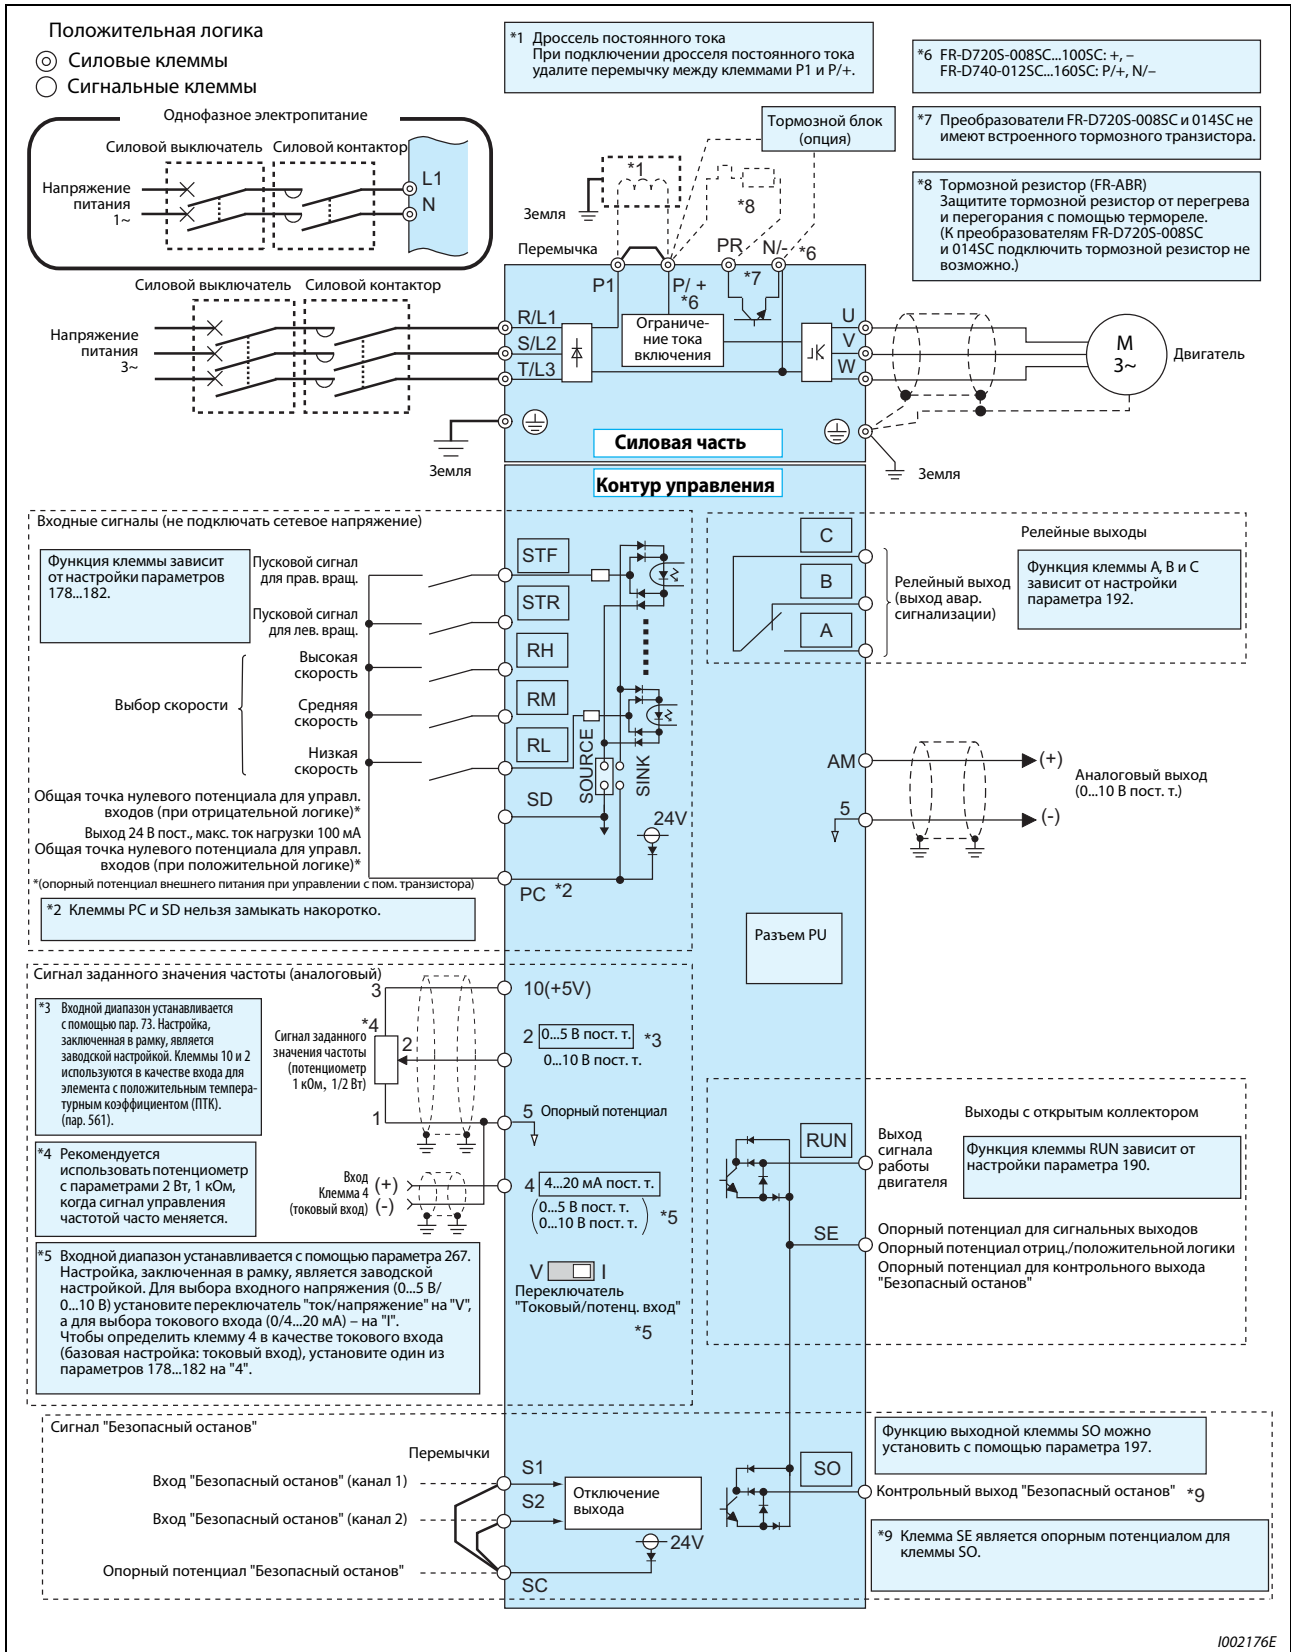 Положительная логика
Силовые клеммы
Сигнальные клеммы
*1 Дроссель постоянного тока
При подключении дросселя постоянного тока
удалите перемычку между клеммами P1 и P/+.
*6 FR-D720S-008SC...100SC: +, –
FR-D740-012SC...160SC: P/+, N/–
*7 Преобразователи FR-D720S-008SC и 014SC не
имеют встроенного тормозного транзистора.
*8 Тормозной резистор (FR-ABR)
Защитите тормозной резистор от перегрева
и перегорания с помощью термореле.
(К преобразователям FR-D720S-008SC
и 014SC подключить тормозной резистор не
возможно.)
Однофазное электропитание
Силовой выключатель
Силовой контактор
Напряжение
питания
1~
L1
N
Тормозной блок
(опция)
*1
*8
Земля
Перемычка
PR
N/-
*6
P1
P/ +
*6
*7
Силовой выключатель
Силовой контактор
Напряжение
питания
3~
R/L1
S/L2
T/L3
Ограниче-
ние тока
включения
U
V
W
M
3~
Двигатель
Земля
Силовая часть
Земля
Контур управления
Входные сигналы (не подключать сетевое напряжение)
Функция клеммы зависит
от настройки параметров
178...182.
Пусковой сигнал
для прав. вращ.
Пусковой сигнал
для лев. вращ.
Высокая
скорость
Выбор скорости
Средняя
скорость
Низкая
скорость
STF
STR
RH
RM
RL
SD
SOURCE
SINK
24V
PC
*2
Общая точка нулевого потенциала для управл.
входов (при отрицательной логике)*
Выход 24 В пост., макс. ток нагрузки 100 мА
Общая точка нулевого потенциала для управл.
входов (при положительной логике)*
*(опорный потенциал внешнего питания при управлении с пом. транзистора)
*2 Клеммы PC и SD нельзя замыкать накоротко.
C
B
A
Релейные выходы
Релейный выход
(выход авар.
сигнализации)
Функция клеммы A, B и C
зависит от настройки
параметра 192.
AM
5
(+)
(-)
Аналоговый выход
(0...10 В пост. т.)
Разъем PU
Сигнал заданного значения частоты (аналоговый)
*3 Входной диапазон устанавливается
с помощью пар. 73. Настройка,
заключенная в рамку, является
заводской настройкой. Клеммы 10 и 2
используются в качестве входа для
элемента с положительным темпера-
турным коэффициентом (ПТК).
(пар. 561).
Сигнал заданного
значения частоты
(потенциометр
1 кОм, 1/2 Вт)
3
*4
2
1
10(+5V)
2
0...5 В пост. т.
*3
0...10 В пост. т.
5
Опорный потенциал
*4 Рекомендуется
использовать потенциометр
с параметрами 2 Вт, 1 кОм,
когда сигнал управления
частотой часто меняется.
Вход
Клемма 4
(токовый вход)
(+)
(-)
4
4...20 мА пост. т.
(0...5 В пост. т.
0...10 В пост. т.)
*5
*5 Входной диапазон устанавливается с помощью параметра 267.
Настройка, заключенная в рамку, является заводской
настройкой. Для выбора входного напряжения (0...5 В/
0...10 В) установите переключатель "ток/напряжение" на "V",
а для выбора токового входа (0/4...20 мА) – на "I".
Чтобы определить клемму 4 в качестве токового входа
(базовая настройка: токовый вход), установите один из
параметров 178...182 на "4".
V
I
Переключатель
"Токовый/потенц. вход"
*5
Выходы с открытым коллектором
RUN
Выход
сигнала
работы
двигателя
Функция клеммы RUN зависит от
настройки параметра 190.
SE
Опорный потенциал для сигнальных выходов
Опорный потенциал отриц./положительной логики
Опорный потенциал для контрольного выхода
"Безопасный останов"
Сигнал "Безопасный останов"
Перемычки
Вход "Безопасный останов" (канал 1)
Вход "Безопасный останов" (канал 2)
Опорный потенциал "Безопасный останов"
S1
S2
SC
Отключение
выхода
24V
SO
Функцию выходной клеммы SO можно
установить с помощью параметра 197.
Контрольный выход "Безопасный останов"
*9
*9 Клемма SE является опорным потенциалом для
клеммы SO.
I002176E